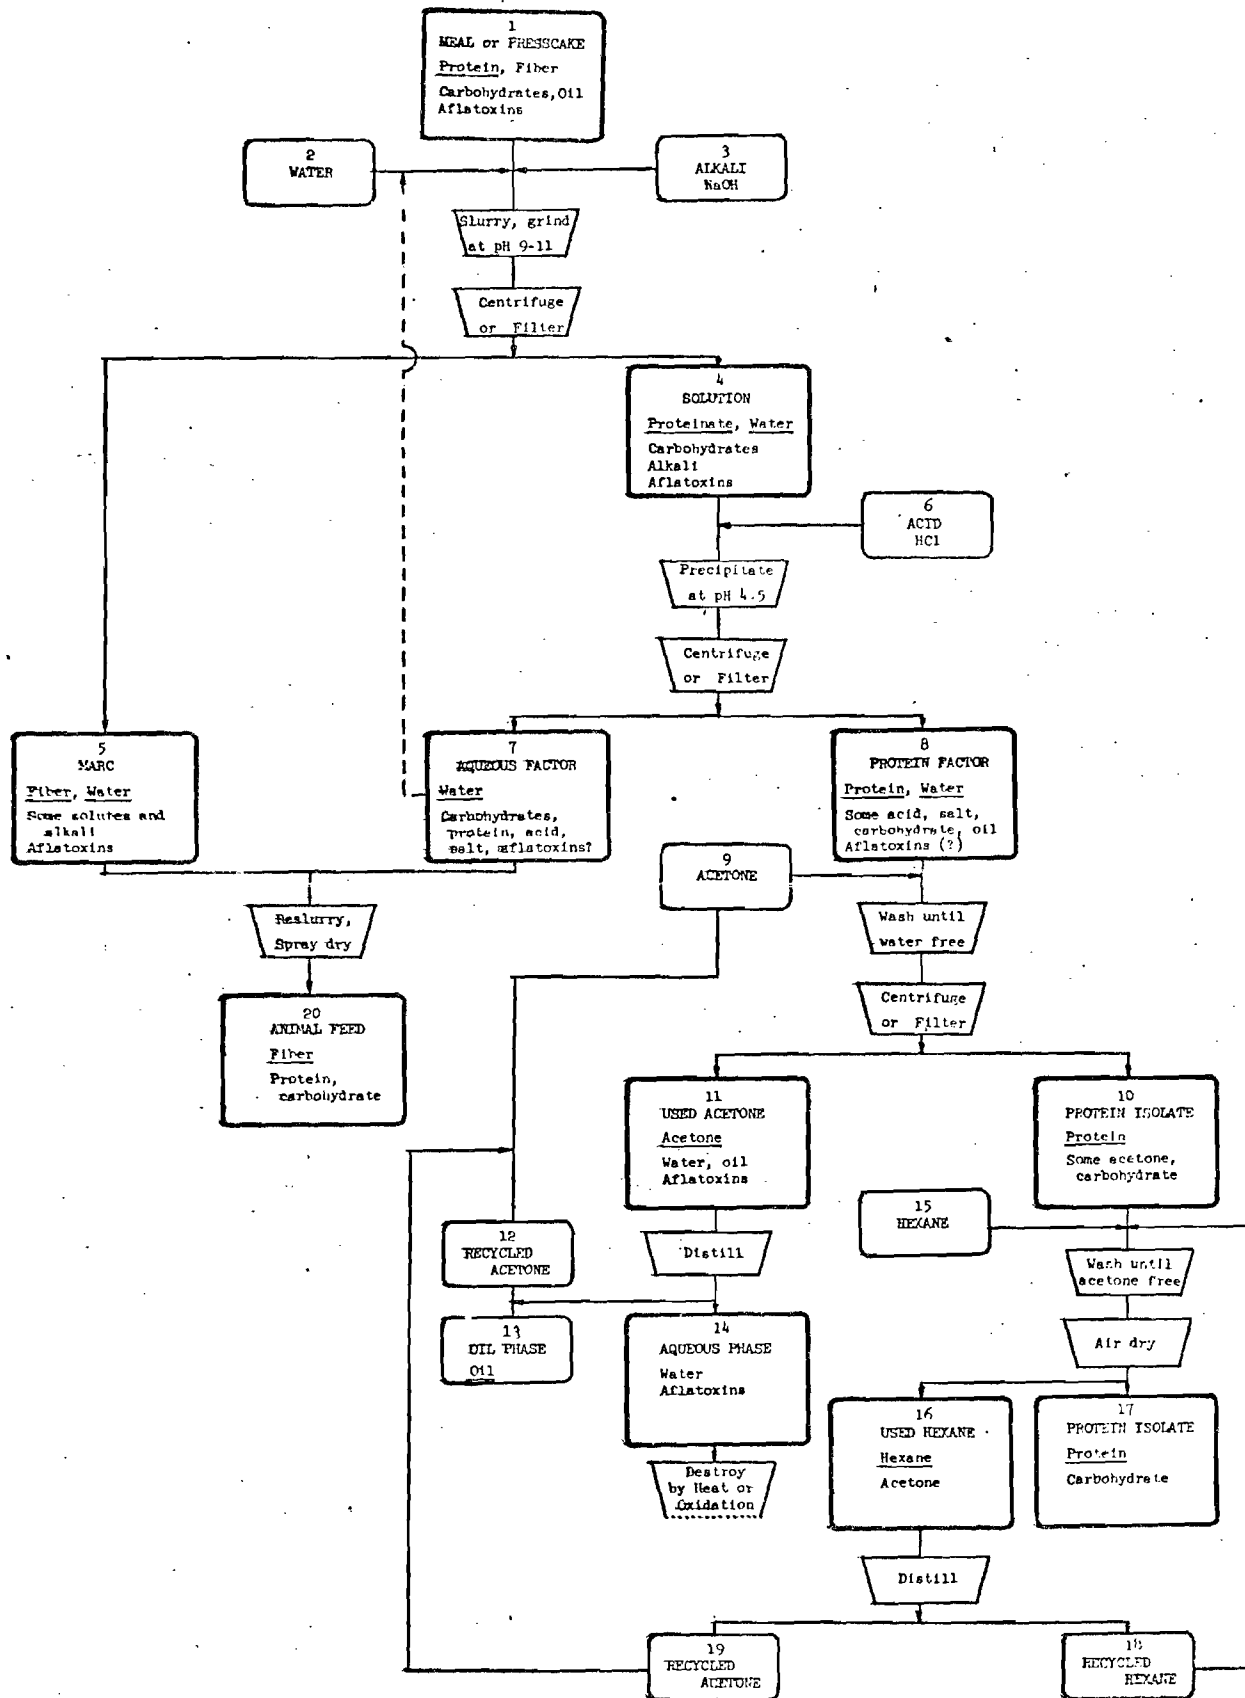 1
MEAL or PRESSCAKE
Protein, Fiber
Carbohydrates, Oil
Aflatoxins
2
WATER
3
ALKALI
NaOH
Slurry, grind
at pH 9-11
Centrifuge
or Filter
4
SOLUTION
Proteinate, Water
Carbohydrates
Alkali
Aflatoxins
6
ACID
HCl
Precipitate
at pH 4.5
Centrifuge
or Filter
5
MARC
Fiber, Water
Some solutes and
alkali
Aflatoxins
7
AQUEOUS FACTOR
Water
Carbohydrates,
protein, acid,
salt, aflatoxins?
8
PROTEIN FACTOR
Protein, Water
Some acid, salt,
carbohydrate, oil
Aflatoxins (?)
9
ACETONE
Reslurry,
Spray dry
Wash until
water free
20
ANIMAL FEED
Fiber
Protein,
carbohydrate
Centrifuge
or Filter
11
USED ACETONE
Acetone
Water, oil
Aflatoxins
10
PROTEIN ISOLATE
Protein
Some acetone,
carbohydrate
12
RECYCLED
ACETONE
Distill
15
HEXANE
Wash until
acetone free
13
OIL PHASE
Oil
14
AQUEOUS PHASE
Water
Aflatoxins
Air dry
Destroy
by Heat or
Oxidation
16
USED HEXANE
Hexane
Acetone
17
PROTEIN ISOLATE
Protein
Carbohydrate
Distill
19
RECYCLED
ACETONE
18
RECYCLED
HEXANE